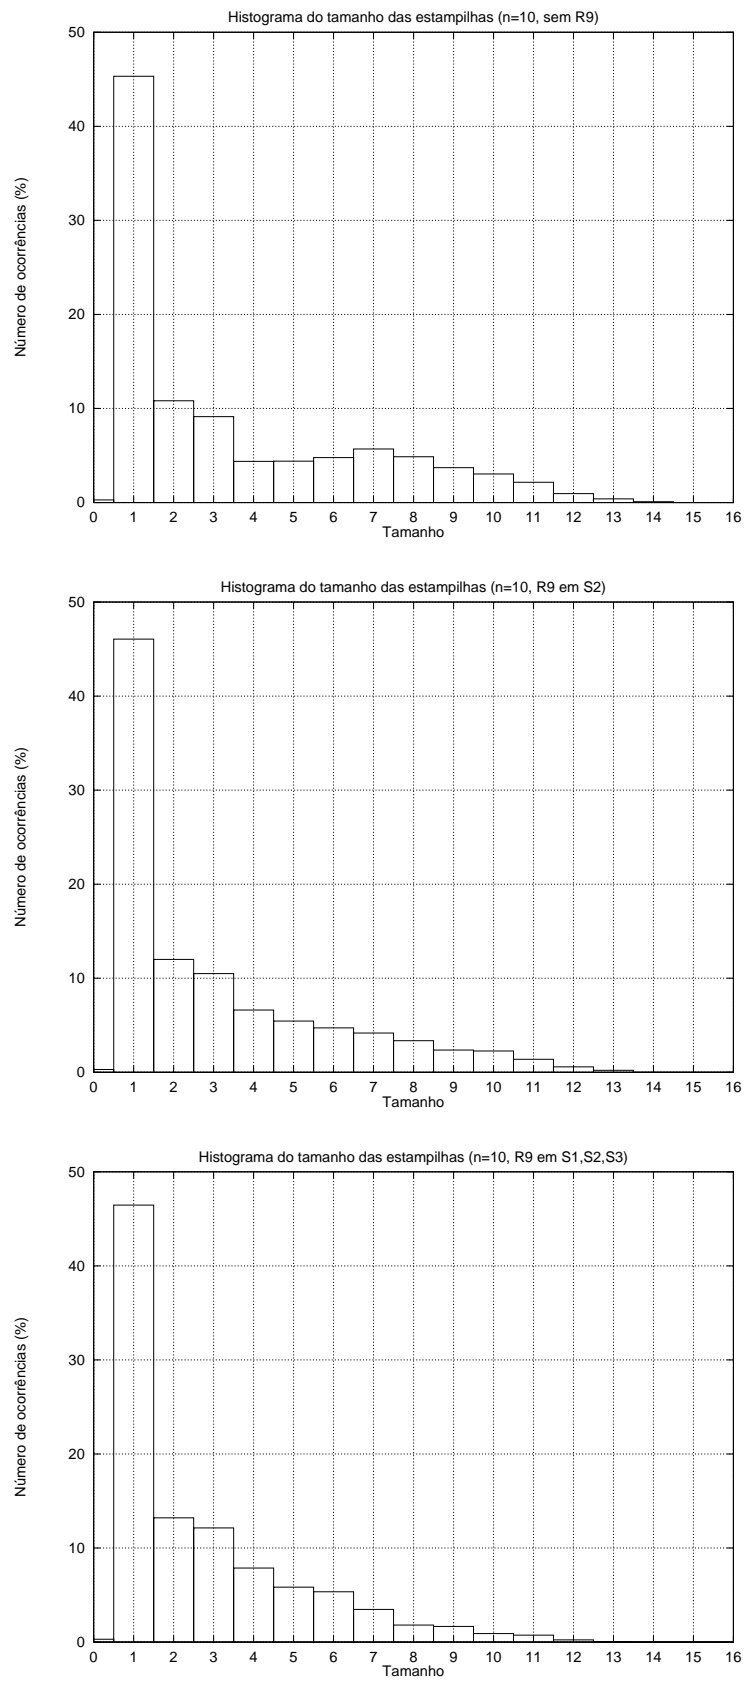 Histograma do tamanho das estampilhas (n=10, sem R9)
50
40
30
20
10
0
Número de ocorrências (%)
0 1 2 3 4 5 6 7 8 9 10 11 12 13 14 15 16
Tamanho
Histograma do tamanho das estampilhas (n=10, R9 em S2)
50
40
30
20
10
0
Número de ocorrências (%)
0 1 2 3 4 5 6 7 8 9 10 11 12 13 14 15 16
Tamanho
Histograma do tamanho das estampilhas (n=10, R9 em S1,S2,S3)
50
40
30
20
10
0
Número de ocorrências (%)
0 1 2 3 4 5 6 7 8 9 10 11 12 13 14 15 16
Tamanho